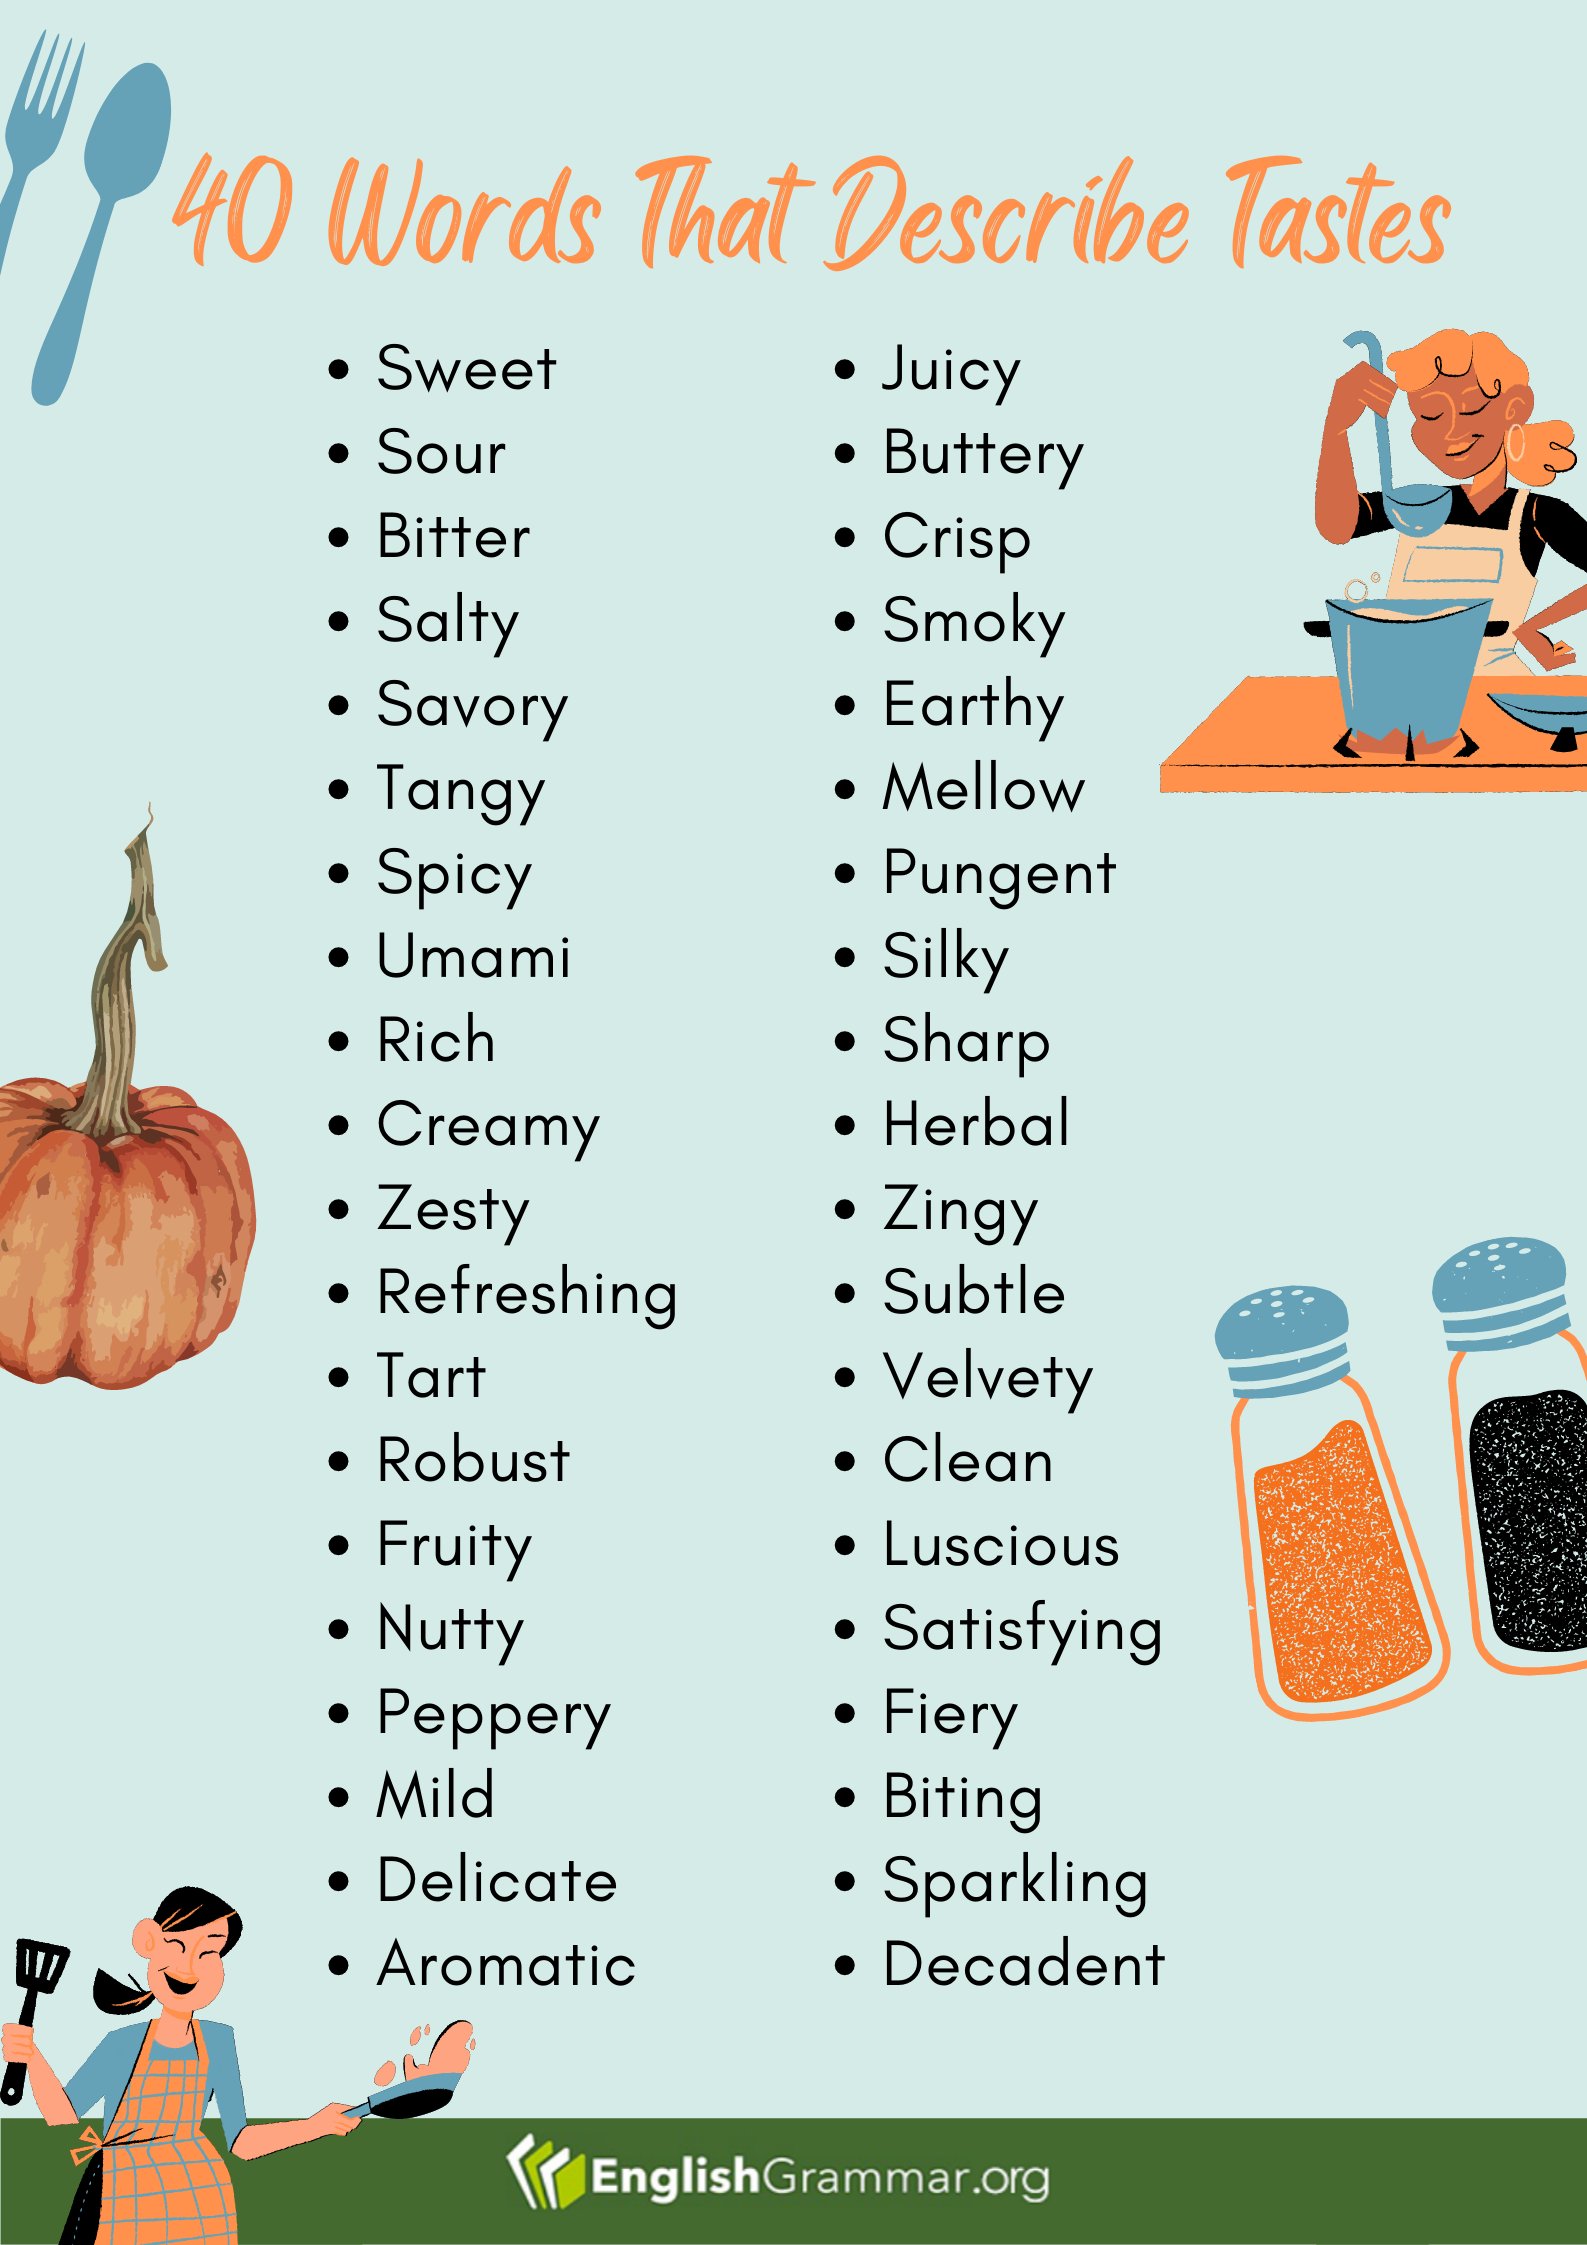 40 Words That Describe Tastes
• Sweet
• Sour
• Bitter
• Salty
• Savory
• Tangy
• Spicy
• Umami
• Rich
• Creamy
• Zesty
• Refreshing
• Tart
• Robust
• Fruity
• Nutty
• Peppery
• Mild
• Delicate
• Aromatic
• Juicy
• Buttery
• Crisp
• Smoky
• Earthy
• Mellow
• Pungent
• Silky
• Sharp
• Herbal
• Zingy
• Subtle
• Velvety
• Clean
• Luscious
• Satisfying
• Fiery
• Biting
• Sparkling
• Decadent
EnglishGrammar.org